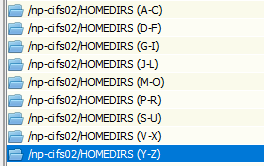 /np-cifs02/HOMEDIRS (A-C)
/np-cifs02/HOMEDIRS (D-F)
/np-cifs02/HOMEDIRS (G-I)
/np-cifs02/HOMEDIRS (J-L)
/np-cifs02/HOMEDIRS (M-O)
/np-cifs02/HOMEDIRS (P-R)
/np-cifs02/HOMEDIRS (S-U)
/np-cifs02/HOMEDIRS (V-X)
/np-cifs02/HOMEDIRS (Y-Z)